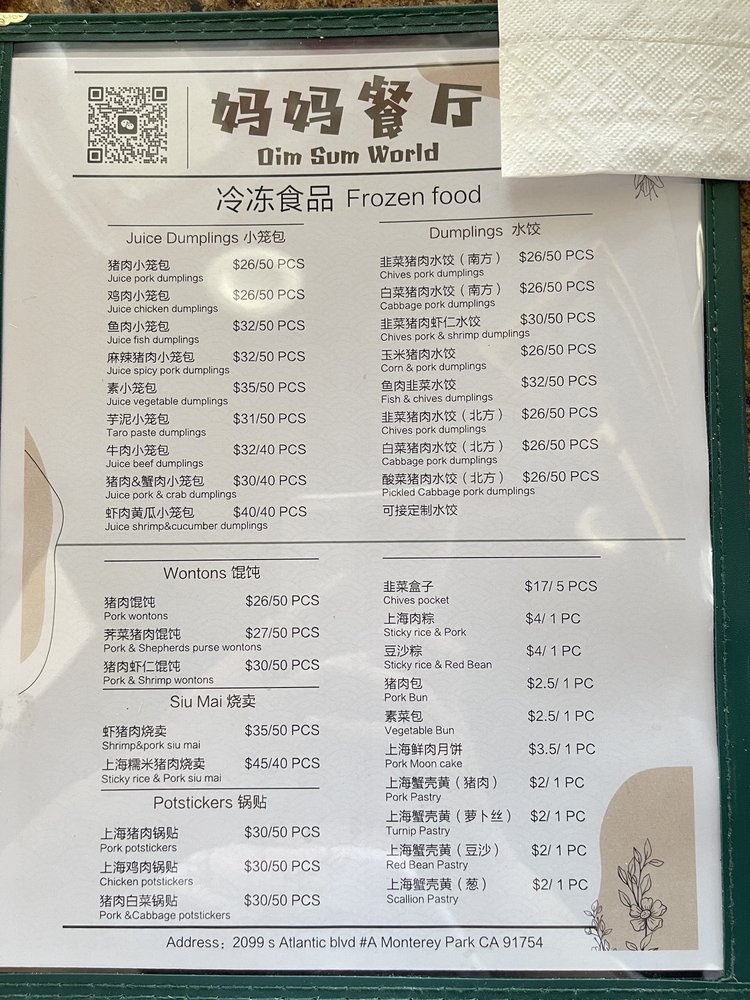 妈妈餐厅
Dim Sum World
冷冻食品 Frozen food
Juice Dumplings 小笼包
猪肉小笼包 $26/50 PCS
Juice pork dumplings
鸡肉小笼包 $26/50 PCS
Juice chicken dumplings
鱼肉小笼包 $32/50 PCS
Juice fish dumplings
麻辣猪肉小笼包 $32/50 PCS
Juice spicy pork dumplings
素小笼包 $35/50 PCS
Juice vegetable dumplings
芋泥小笼包 $31/50 PCS
Taro paste dumplings
牛肉小笼包 $32/40 PCS
Juice beef dumplings
猪肉&蟹肉小笼包 $30/40 PCS
Juice pork & crab dumplings
虾肉黄瓜小笼包 $40/40 PCS
Juice shrimp&cucumber dumplings
Dumplings 水饺
韭菜猪肉水饺（南方） $26/50 PCS
Chives pork dumplings
白菜猪肉水饺（南方） $26/50 PCS
Cabbage pork dumplings
韭菜猪肉虾仁水饺 $30/50 PCS
Chives pork & shrimp dumplings
玉米猪肉水饺 $26/50 PCS
Corn & pork dumplings
鱼肉韭菜水饺 $32/50 PCS
Fish & chives dumplings
韭菜猪肉水饺（北方） $26/50 PCS
Chives pork dumplings
白菜猪肉水饺（北方） $26/50 PCS
Cabbage pork dumplings
酸菜猪肉水饺（北方） $26/50 PCS
Pickled Cabbage pork dumplings
可接定制水饺
Wontons 馄饨
猪肉馄饨 $26/50 PCS
Pork wontons
荠菜猪肉馄饨 $27/50 PCS
Pork & Shepherds purse wontons
猪肉虾仁馄饨 $30/50 PCS
Pork & Shrimp wontons
Siu Mai 烧卖
虾猪肉烧卖 $35/50 PCS
Shrimp&pork siu mai
上海糯米猪肉烧卖 $45/40 PCS
Sticky rice & Pork siu mai
Potstickers 锅贴
上海猪肉锅贴 $30/50 PCS
Pork potstickers
上海鸡肉锅贴 $30/50 PCS
Chicken potstickers
猪肉白菜锅贴 $30/50 PCS
Pork &Cabbage potstickers
韭菜盒子 $17/ 5 PCS
Chives pocket
上海肉粽 $4/ 1 PC
Sticky rice & Pork
豆沙粽 $4/ 1 PC
Sticky rice & Red Bean
猪肉包 $2.5/ 1 PC
Pork Bun
素菜包 $2.5/ 1 PC
Vegetable Bun
上海鲜肉月饼 $3.5/ 1 PC
Pork Moon cake
上海蟹壳黄（猪肉） $2/ 1 PC
Pork Pastry
上海蟹壳黄（萝卜丝） $2/ 1 PC
Turnip Pastry
上海蟹壳黄（豆沙） $2/ 1 PC
Red Bean Pastry
上海蟹壳黄（葱） $2/ 1 PC
Scallion Pastry
Address：2099 s Atlantic blvd #A Monterey Park CA 91754